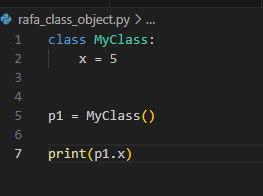 rafa_class_object.py > ...
1 class MyClass:
2     x = 5
3
4
5 p1 = MyClass()
6
7 print(p1.x)